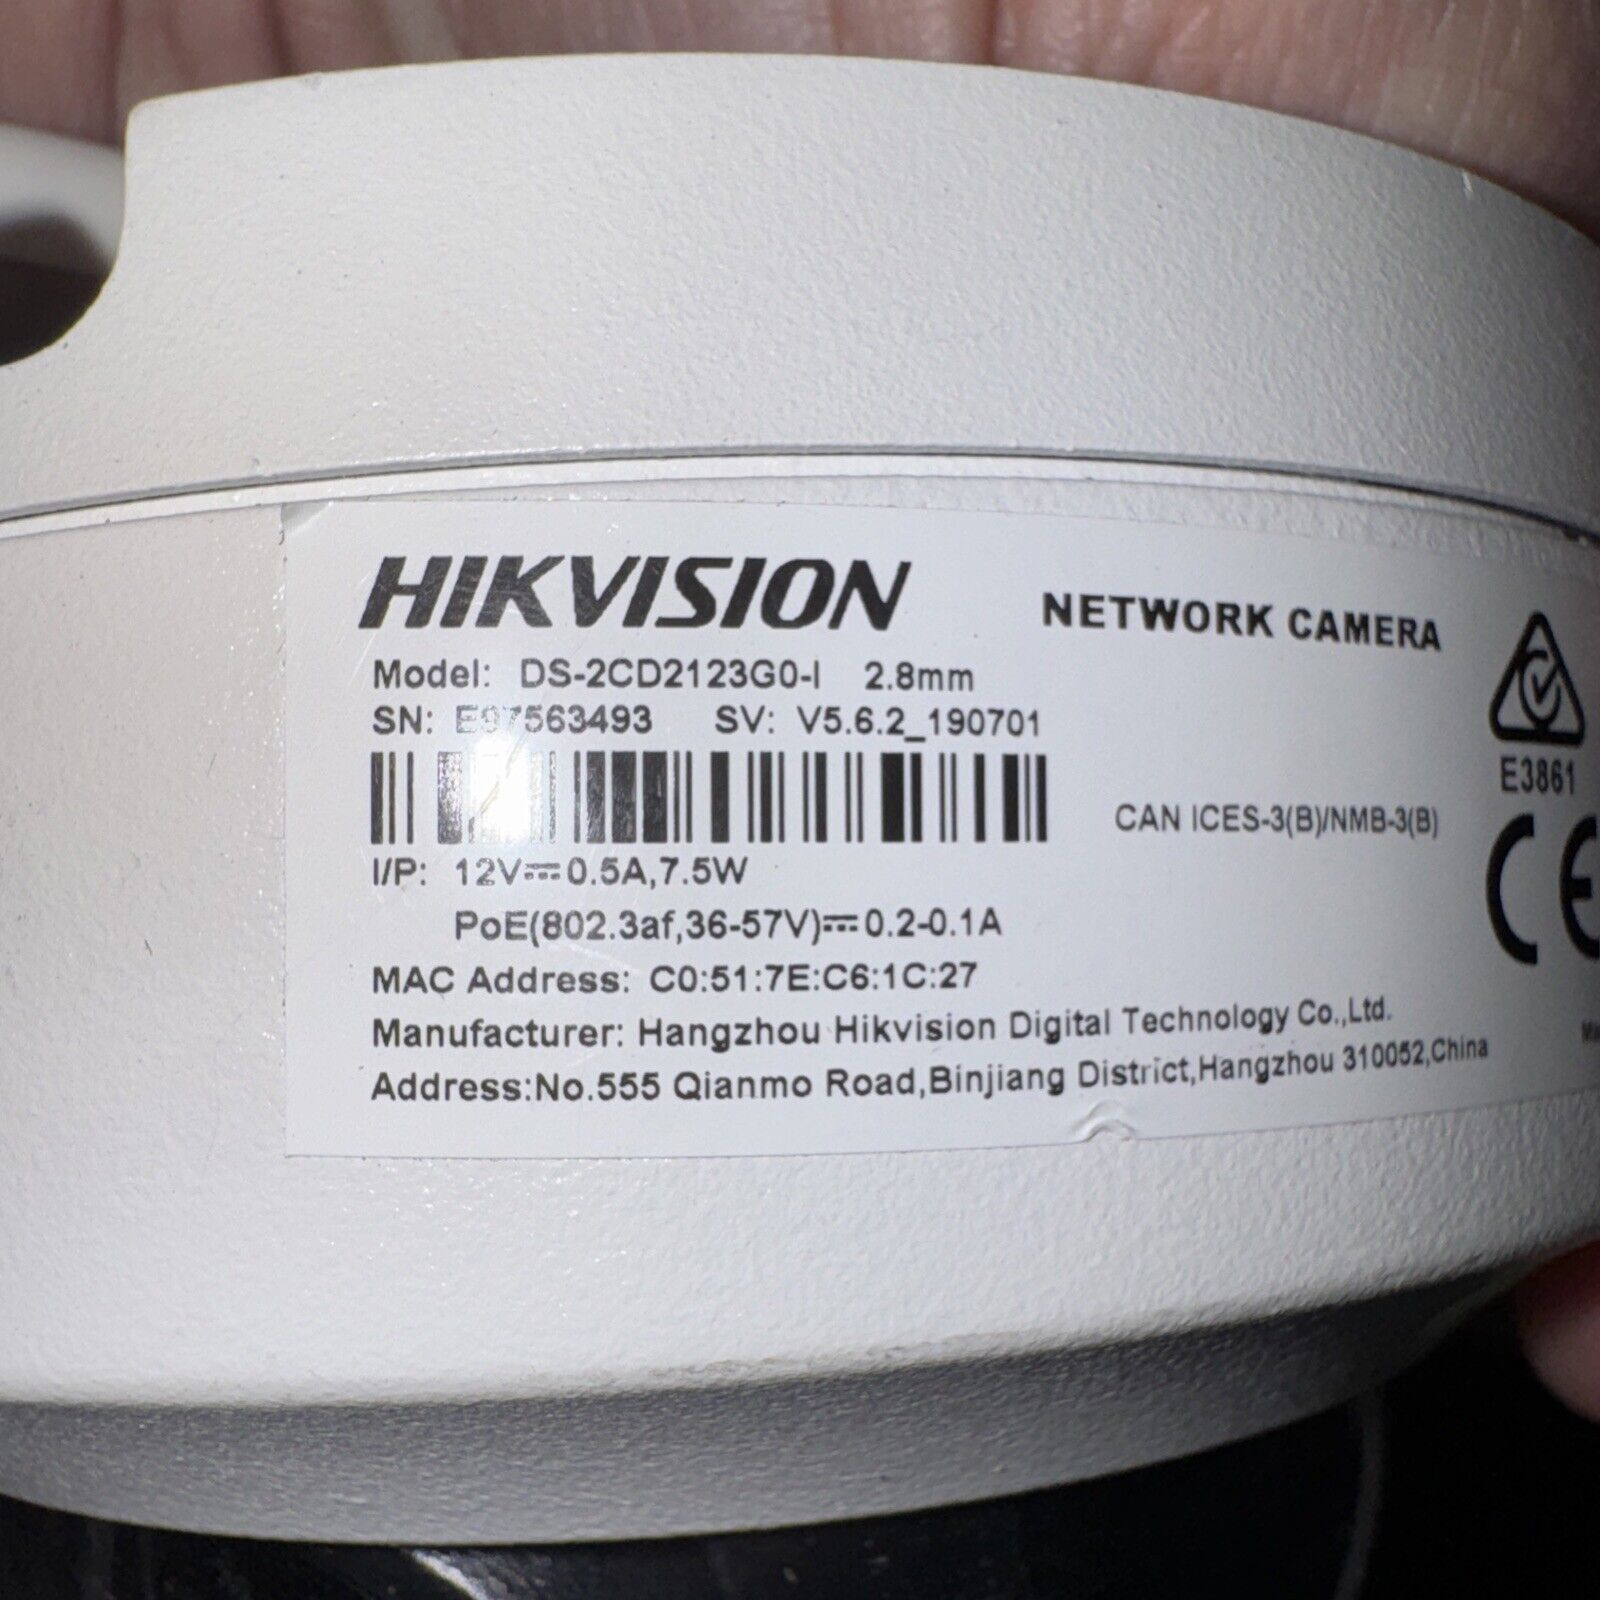 HIKVISION
NETWORK CAMERA
Model: DS-2CD2123G0-I 2.8mm
SN: E97563493 SV: V5.6.2_190701
E3861
CAN ICES-3(B)/NMB-3(B)
CE
I/P: 12V⎓0.5A,7.5W
PoE(802.3af,36-57V)⎓0.2-0.1A
MAC Address: C0:51:7E:C6:1C:27
Manufacturer: Hangzhou Hikvision Digital Technology Co.,Ltd.
Address:No.555 Qianmo Road,Binjiang District,Hangzhou 310052,China